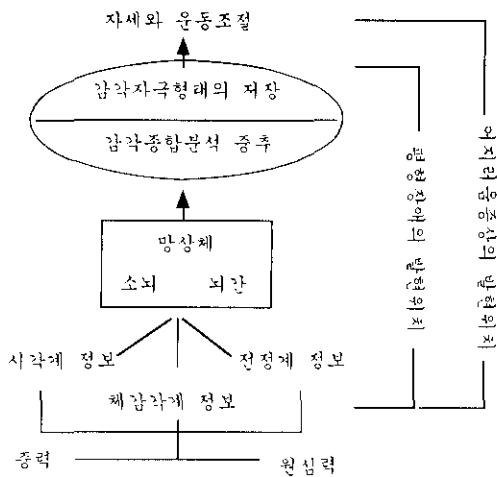 자세와 운동조절
감각자극형태의 저장
감각종합분석 중추
망상체
소뇌 뇌간
시각계 정보 전정계 정보
체감각계 정보
중력 원심력
평형장애의 발현위치
어지러움증상의 발현위치